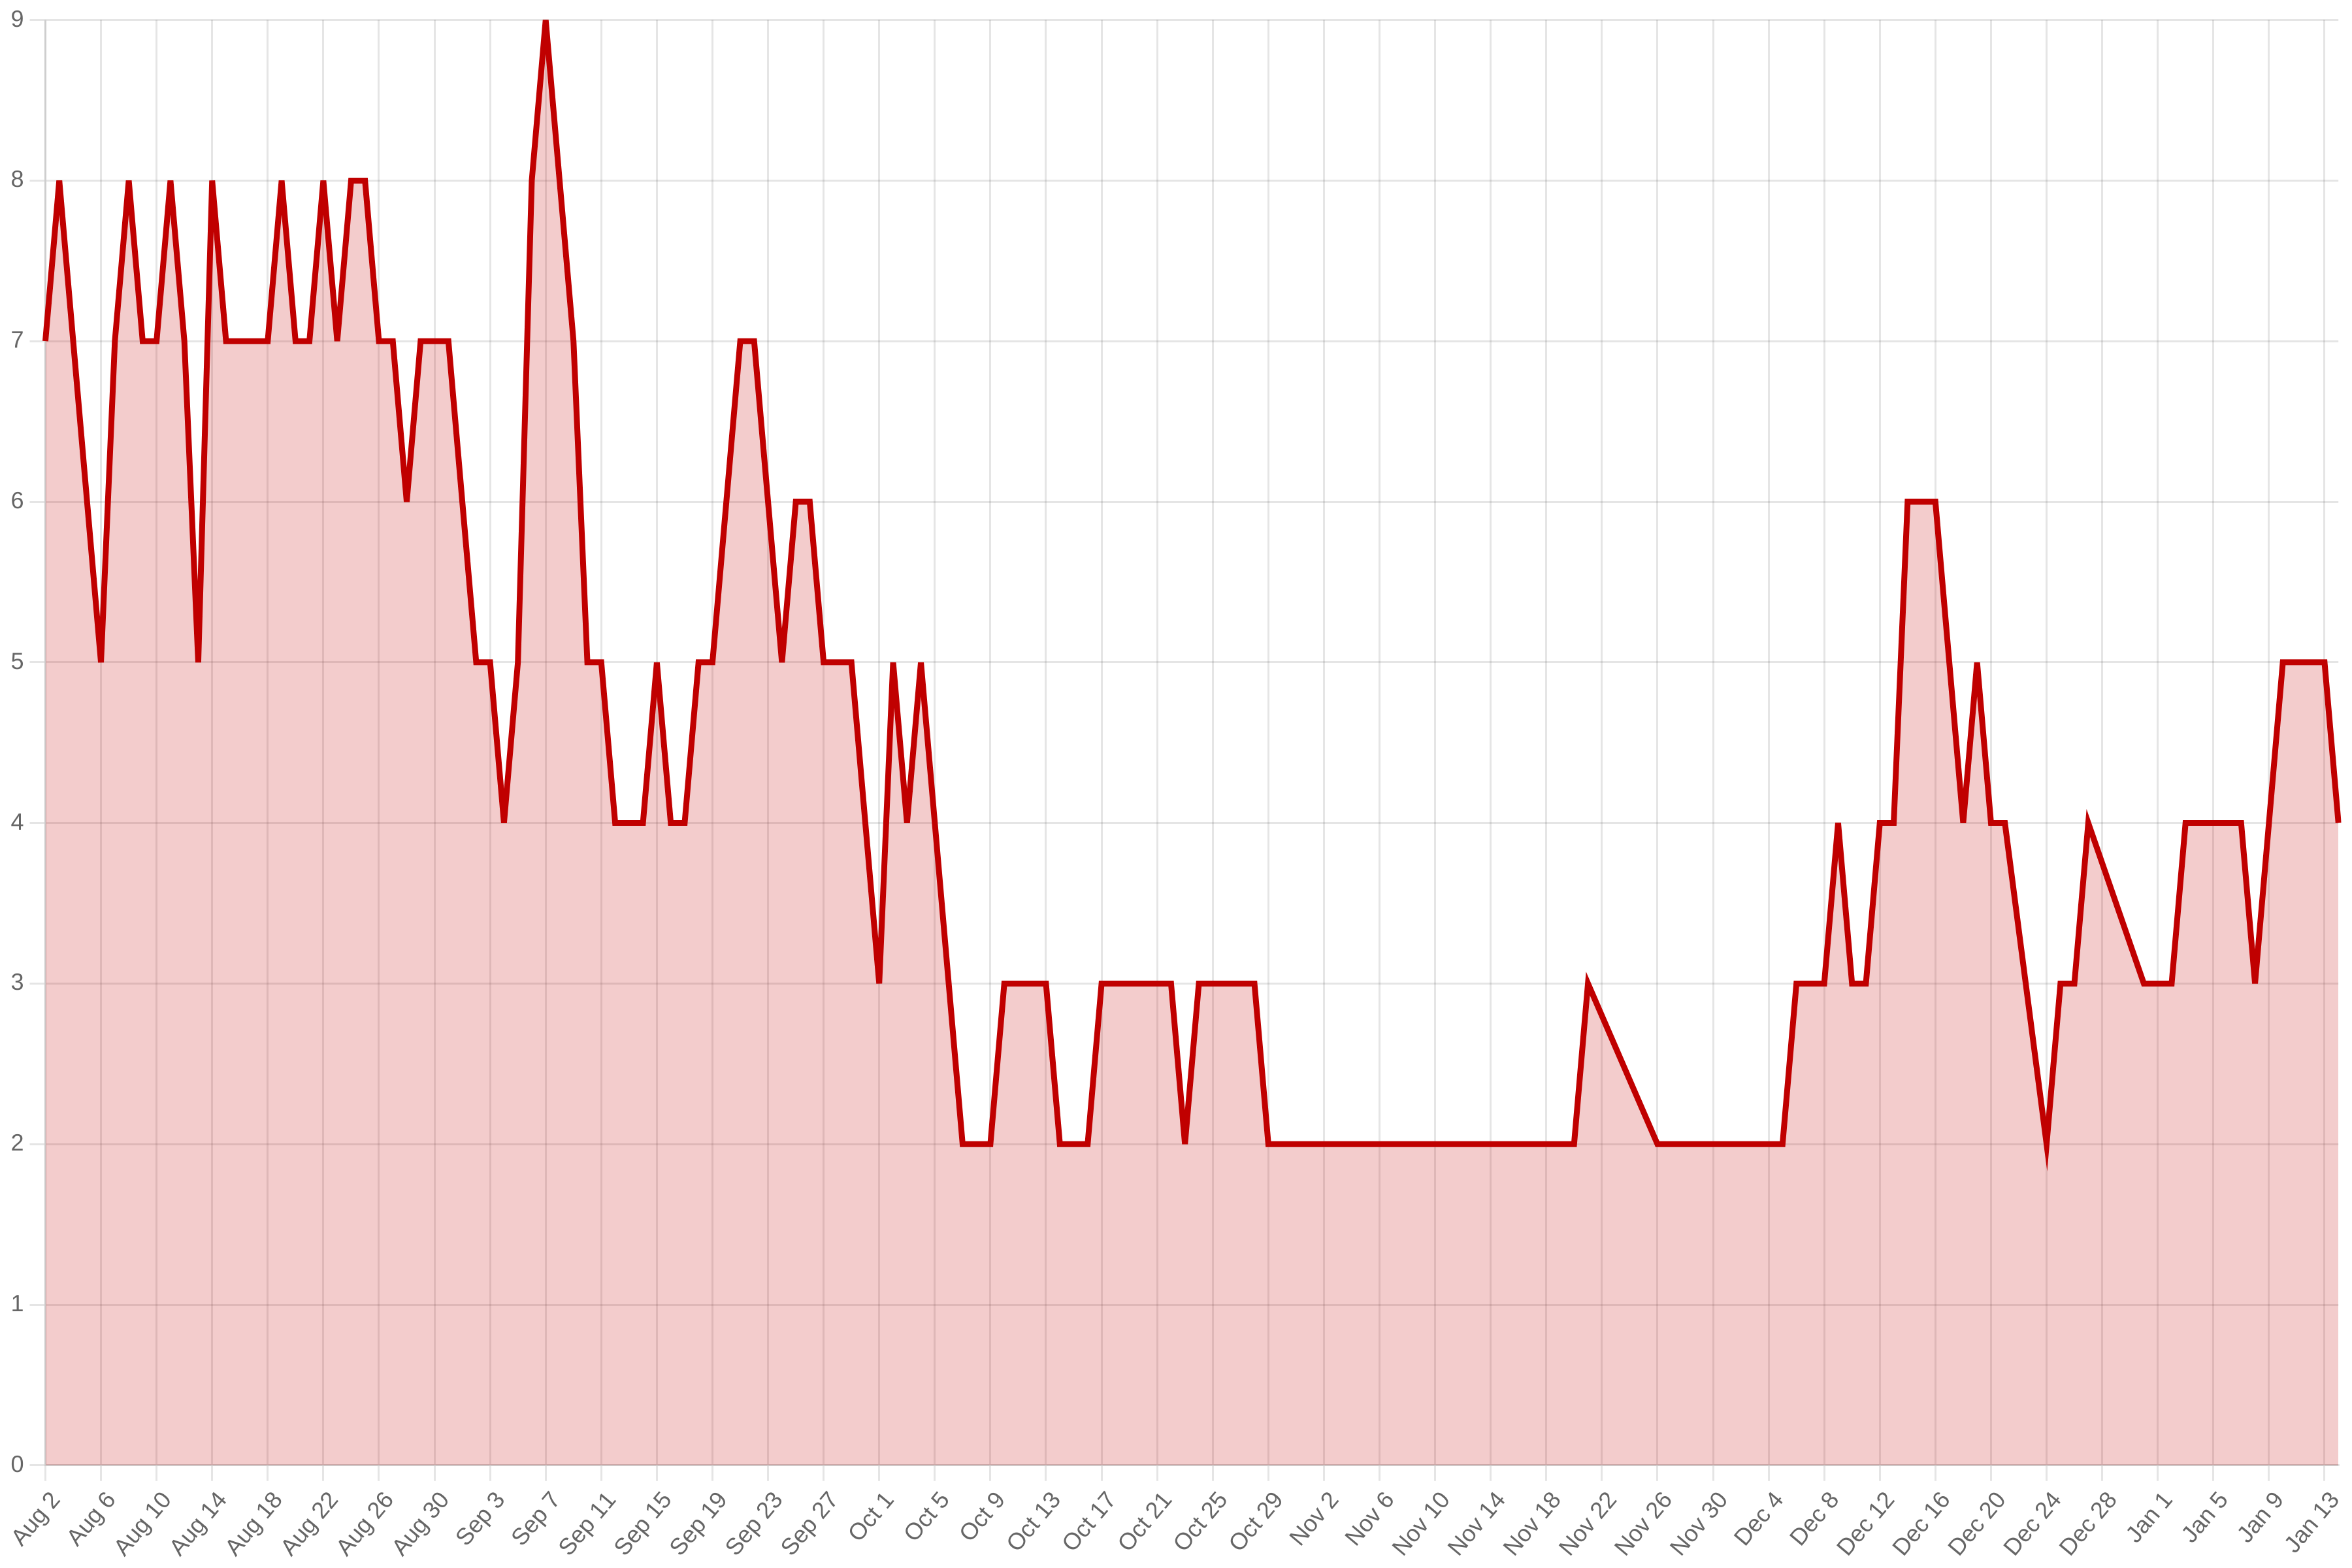 9
8
7
6
5
4
3
2
1
0
Aug 2
Aug 6
Aug 10
Aug 14
Aug 18
Aug 22
Aug 26
Aug 30
Sep 3
Sep 7
Sep 11
Sep 15
Sep 19
Sep 23
Sep 27
Oct 1
Oct 5
Oct 9
Oct 13
Oct 17
Oct 21
Oct 25
Oct 29
Nov 2
Nov 6
Nov 10
Nov 14
Nov 18
Nov 22
Nov 26
Nov 30
Dec 4
Dec 8
Dec 12
Dec 16
Dec 20
Dec 24
Dec 28
Jan 1
Jan 5
Jan 9
Jan 13